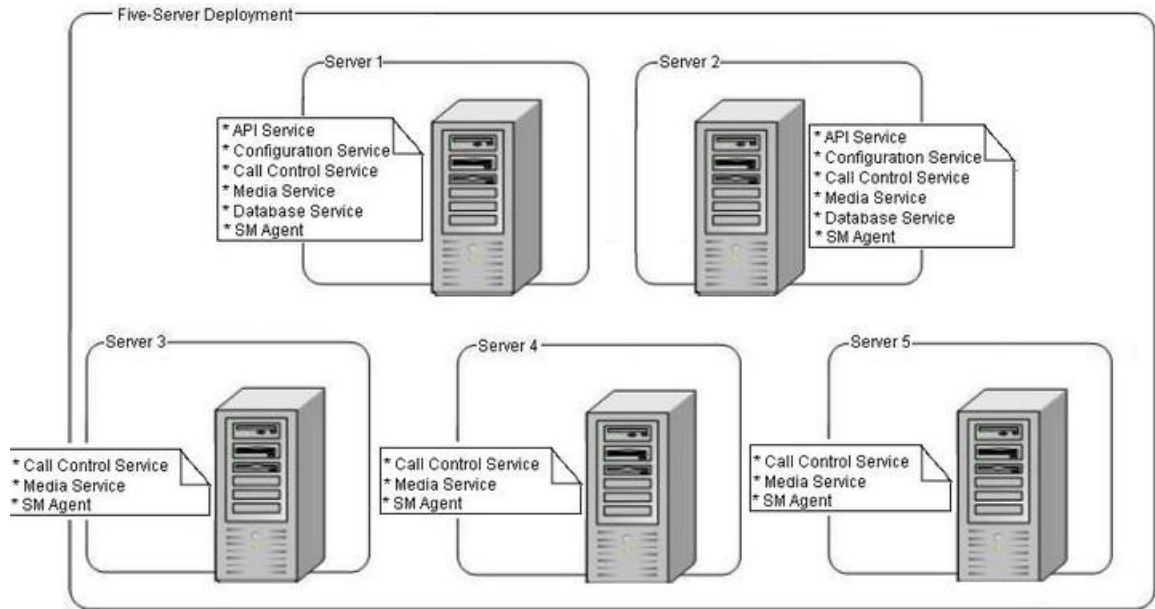 Five-Server Deployment
Server 1
* API Service
* Configuration Service
* Call Control Service
* Media Service
* Database Service
* SM Agent
Server 2
* API Service
* Configuration Service
* Call Control Service
* Media Service
* Database Service
* SM Agent
Server 3
* Call Control Service
* Media Service
* SM Agent
Server 4
* Call Control Service
* Media Service
* SM Agent
Server 5
* Call Control Service
* Media Service
* SM Agent